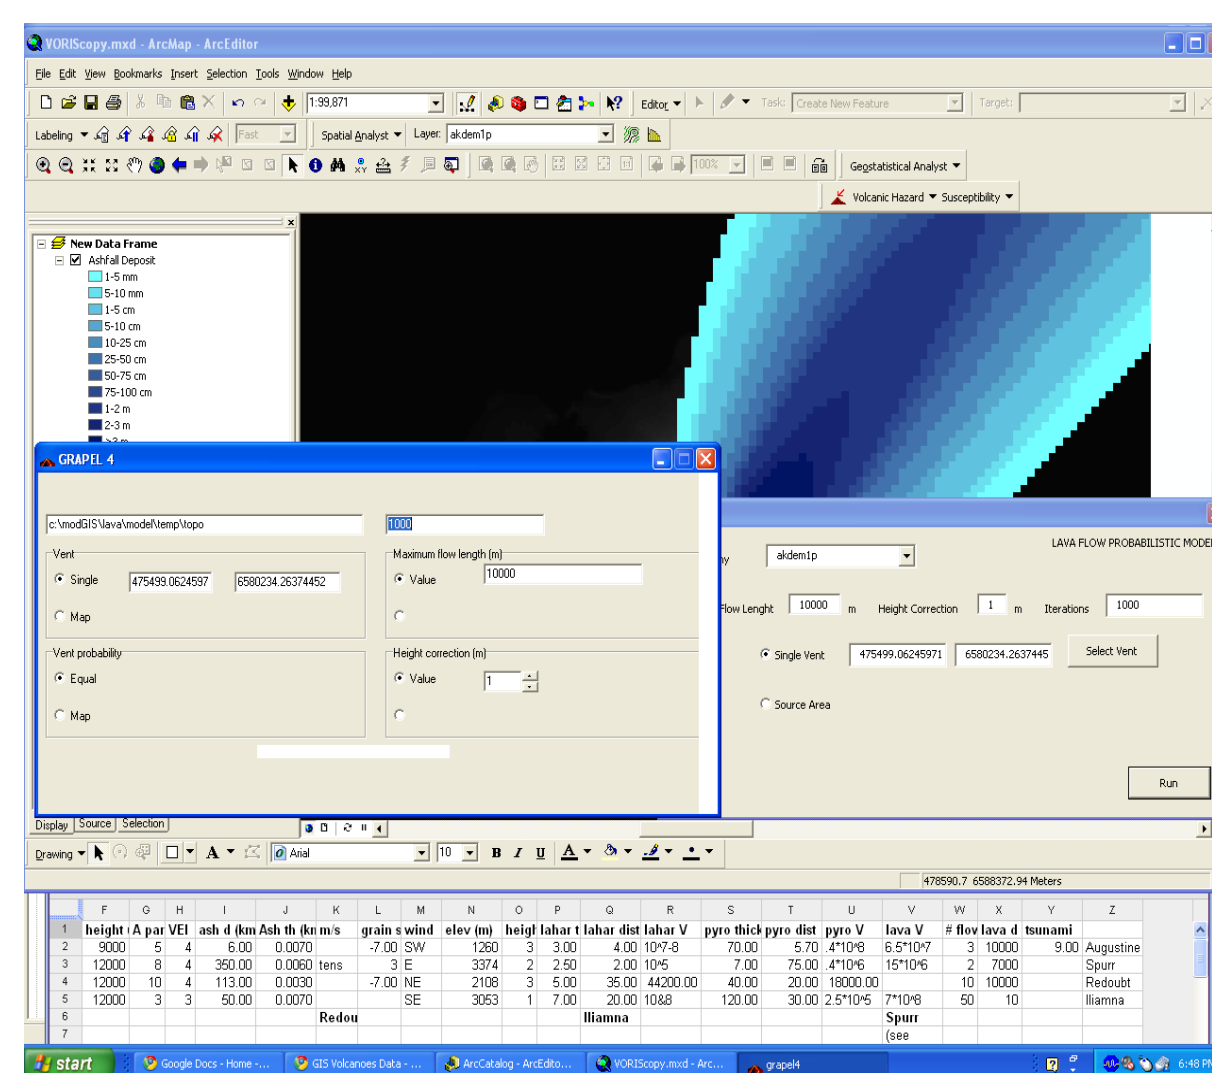 VORIScopy.mxd - ArcMap - ArcEditor
File Edit View Bookmarks Insert Selection Tools Window Help
1:99,871 Editor Task: Create New Feature Target:
Labeling Fast Spatial Analyst Layer: akdem1p
100% Geostatistical Analyst
Volcanic Hazard Susceptibility
New Data Frame
Ashfall Deposit
1-5 mm
5-10 mm
1-5 cm
5-10 cm
10-25 cm
25-50 cm
50-75 cm
75-100 cm
1-2 m
2-3 m
>3 m
GRAPEL 4
c:\modGIS\lava\model\temp\topo 1000
Vent Maximum flow length (m)
Single 475499.0624597 6580234.26374452 Value 10000
Map
Vent probability Height correction (m)
Equal Value 1
Map
LAVA FLOW PROBABILISTIC MODE
akdem1p
Flow Lenght 10000 m Height Correction 1 m Iterations 1000
Single Vent 475499.06245971 6580234.2637445 Select Vent
Source Area
Run
Display Source Selection
Drawing A Arial 10 B I U A
478590.7 6588372.94 Meters
F G H I J K L M N O P Q R S T U V W X Y Z
1 height A par VEI ash d (km Ash th (kn m/s grain s wind elev (m) heigl lahar t lahar dist lahar V pyro thick pyro dist pyro V lava V # flov lava d tsunami
2 9000 5 4 6.00 0.0070 -7.00 SW 1260 3 3.00 4.00 10^7-8 70.00 5.70 .4*10^8 6.5*10^7 3 10000 9.00 Augustine
3 12000 8 4 350.00 0.0060 tens 3 E 3374 2 2.50 2.00 10^5 7.00 75.00 .4*10^6 15*10^6 2 7000 Spurr
4 12000 10 4 113.00 0.0030 -7.00 NE 2108 3 5.00 35.00 44200.00 40.00 20.00 18000.00 10 10000 Redoubt
5 12000 3 3 50.00 0.0070 SE 3053 1 7.00 20.00 10&8 120.00 30.00 2.5*10^5 7*10^8 50 10 Iliamna
6 Redou Iliamna Spurr
7 (see
start Google Docs - Home -... GIS Volcanoes Data - ... ArcCatalog - ArcEdito... VORIScopy.mxd - Arc... grapel4 6:48 PM